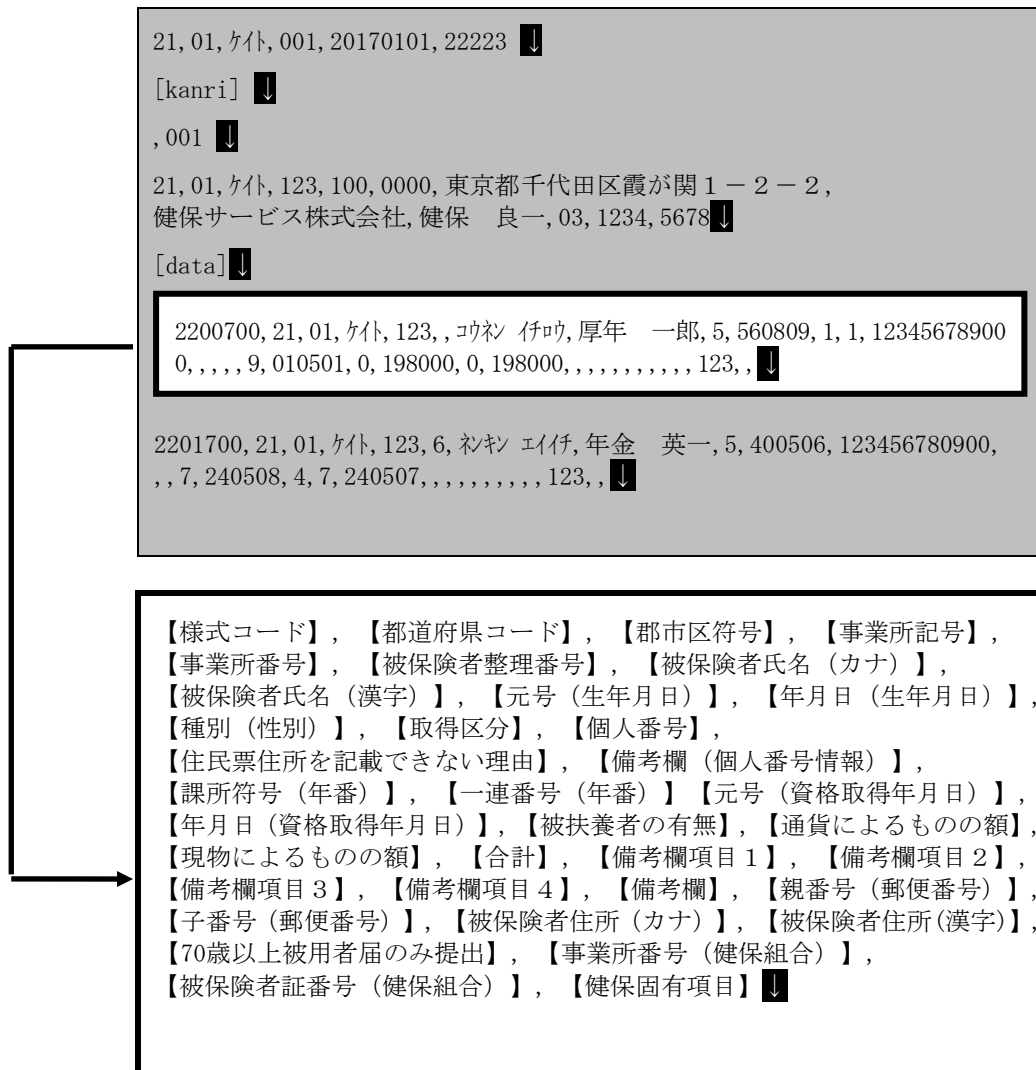 21,01,ｹｲﾄ,001,20170101,22223 ↓
[kanri] ↓
,001 ↓
21,01,ｹｲﾄ,123,100,0000,東京都千代田区霞が関１－２－２,
健保サービス株式会社,健保　良一,03,1234,5678↓
[data]↓
2200700,21,01,ｹｲﾄ,123,,ｺｳﾈﾝ ｲﾁﾛｳ,厚年　一郎,5,560809,1,1,12345678900
0,,,,,9,010501,0,198000,0,198000,,,,,,,,,,,123,,↓
2201700,21,01,ｹｲﾄ,123,6,ﾈﾝｷﾝ ｴｲｲﾁ,年金　英一,5,400506,123456780900,
,,7,240508,4,7,240507,,,,,,,,,,123,,↓
【様式コード】,【都道府県コード】,【郡市区符号】,【事業所記号】,
【事業所番号】,【被保険者整理番号】,【被保険者氏名（カナ）】,
【被保険者氏名（漢字）】,【元号（生年月日）】,【年月日（生年月日）】,
【種別（性別）】,【取得区分】,【個人番号】,
【住民票住所を記載できない理由】,【備考欄（個人番号情報）】,
【課所符号（年番）】,【一連番号（年番）】【元号（資格取得年月日）】,
【年月日（資格取得年月日）】,【被扶養者の有無】,【通貨によるものの額】,
【現物によるものの額】,【合計】,【備考欄項目１】,【備考欄項目２】,
【備考欄項目３】,【備考欄項目４】,【備考欄】,【親番号（郵便番号）】,
【子番号（郵便番号）】,【被保険者住所（カナ）】,【被保険者住所(漢字)】,
【70歳以上被用者届のみ提出】,【事業所番号（健保組合）】,
【被保険者証番号（健保組合）】,【健保固有項目】↓